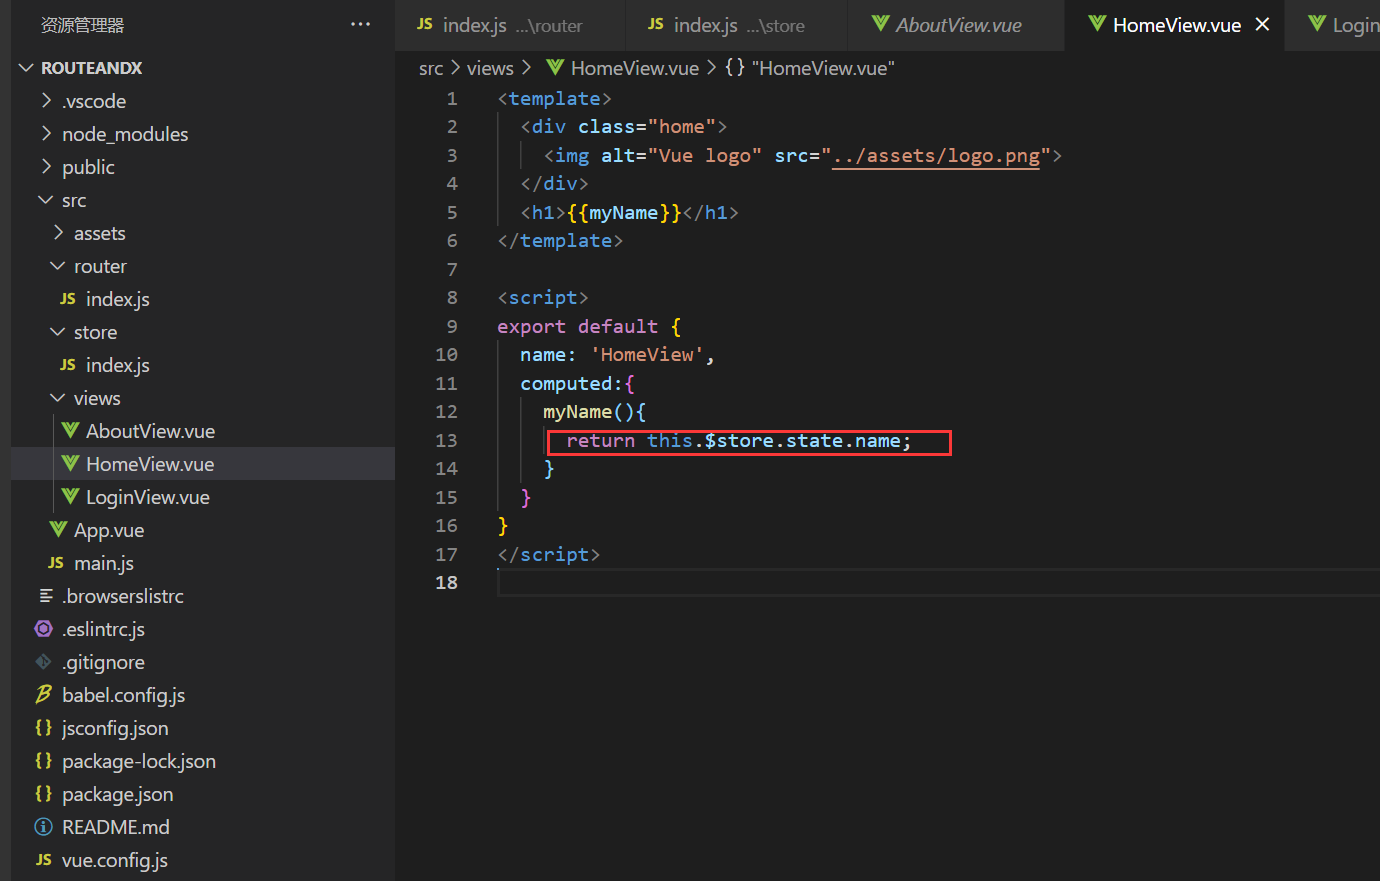 资源管理器 ···
ROUTEANDX
.vscode
node_modules
public
src
assets
router
JS index.js
store
JS index.js
views
AboutView.vue
HomeView.vue
LoginView.vue
App.vue
JS main.js
.browserslistrc
.eslintrc.js
.gitignore
babel.config.js
{} jsconfig.json
{} package-lock.json
{} package.json
README.md
JS vue.config.js
JS index.js ...\router
JS index.js ...\store
AboutView.vue
HomeView.vue
Login
src > views > HomeView.vue > {} "HomeView.vue"
1 <template>
2 <div class="home">
3 <img alt="Vue logo" src="../assets/logo.png">
4 </div>
5 <h1>{{myName}}</h1>
6 </template>
7
8 <script>
9 export default {
10 name: 'HomeView',
11 computed:{
12 myName(){
13 return this.$store.state.name;
14 }
15 }
16 }
17 </script>
18